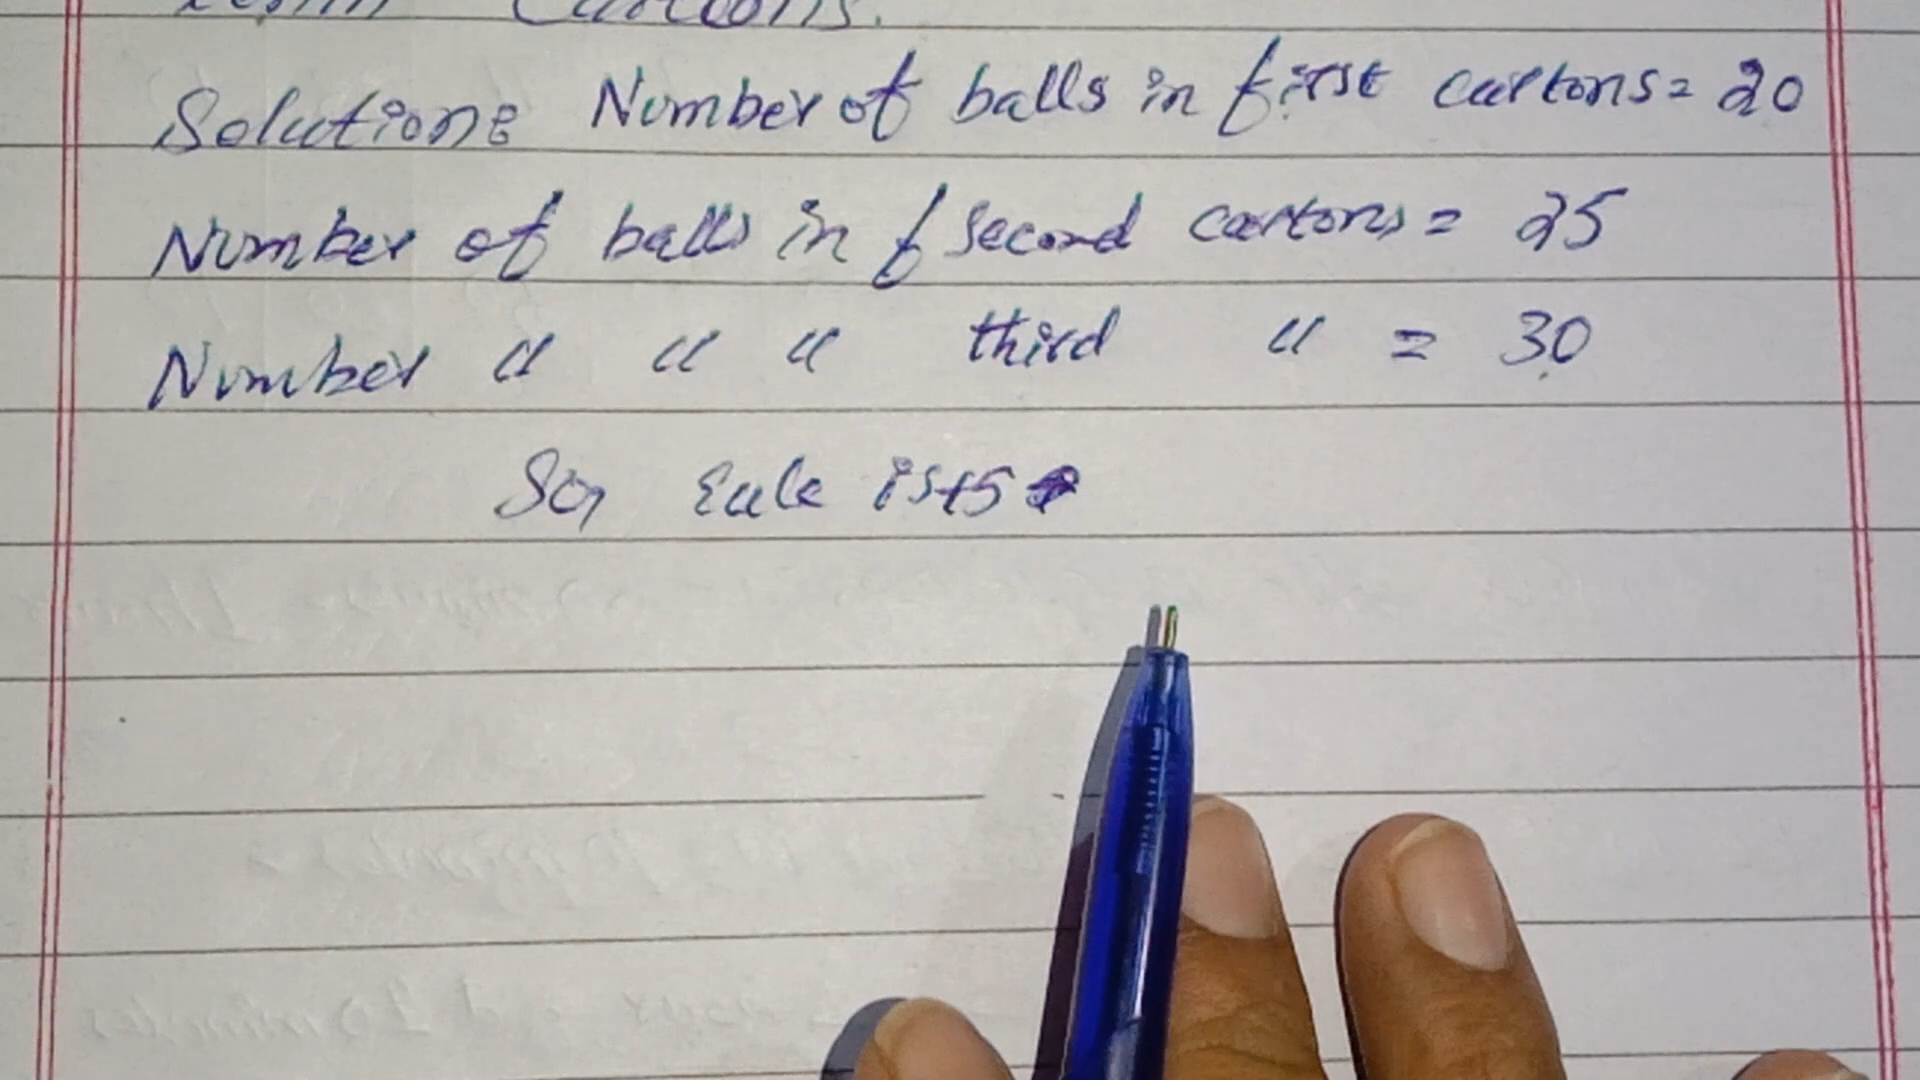 Cartoons.
Solution: Number of balls in first cartons = 20
Number of balls in f second cartons = 25
Number " " " third " = 30
So, Rule is +5